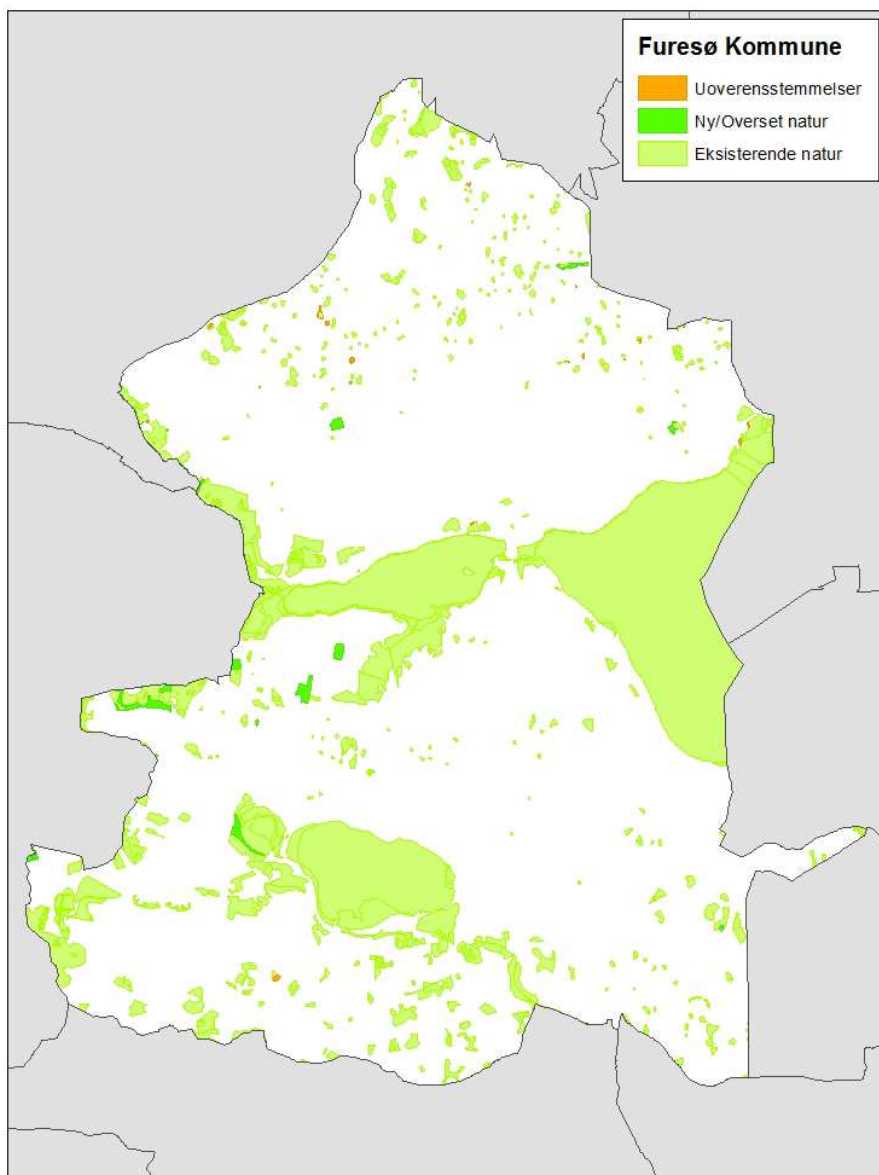 Furesø Kommune
Uoverensstemmelser
Ny/Overset natur
Eksisterende natur